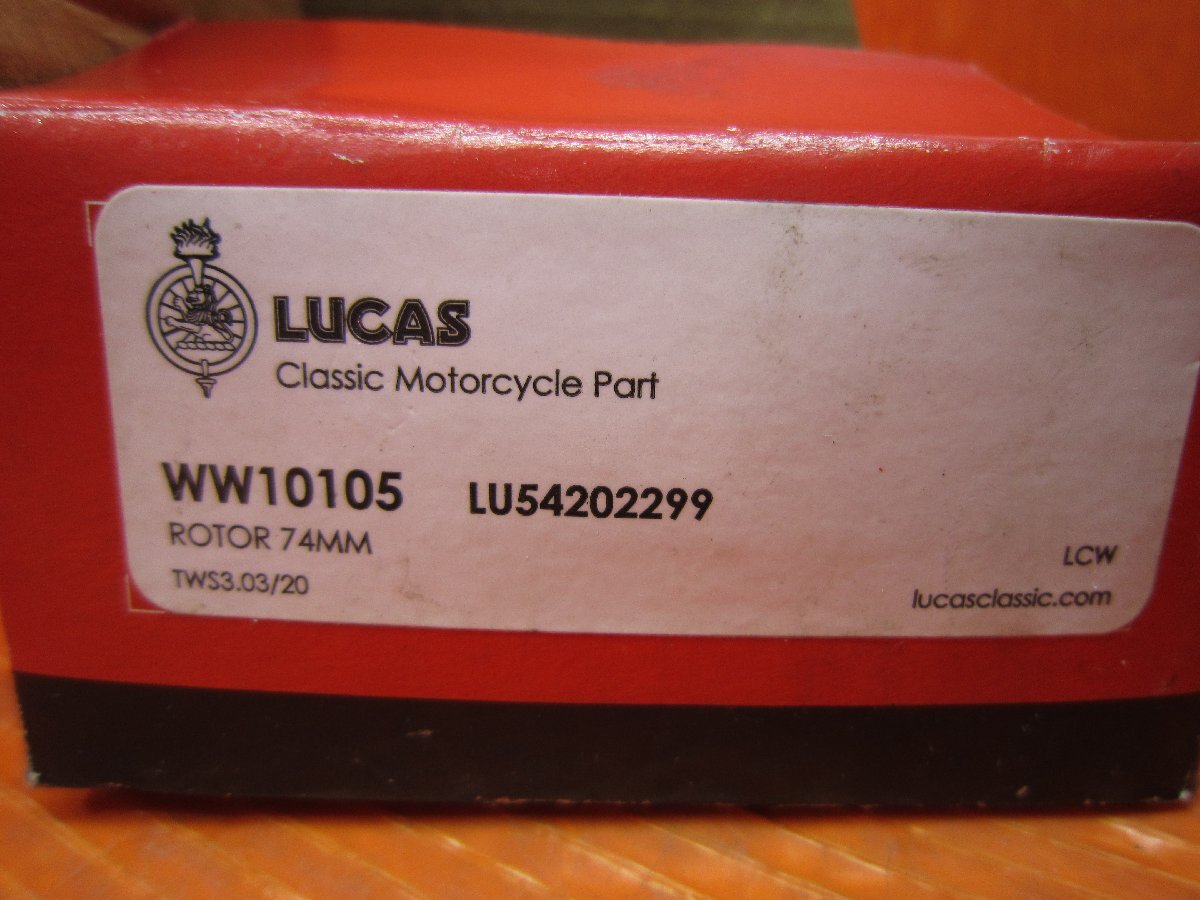 LUCAS
Classic Motorcycle Part
WW10105 LU54202299
ROTOR 74MM
TWS3.03/20
LCW
lucasclassic.com